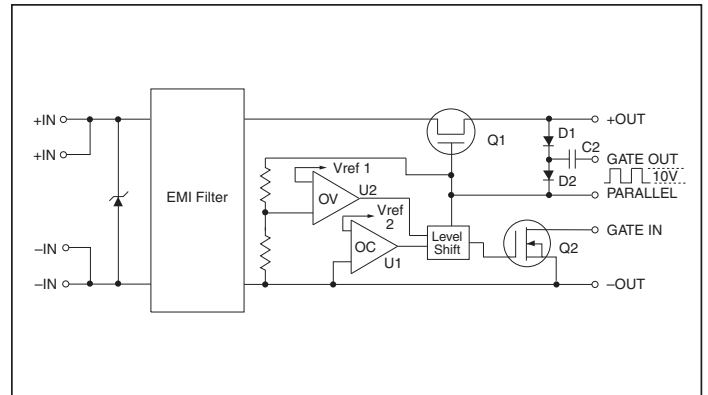 +IN
+IN
–IN
–IN
EMI Filter
Vref 1
OV
U2
Vref
2
OC
U1
Level
Shift
Q1
Q2
D1
C2
D2
+OUT
GATE OUT
10V
PARALLEL
GATE IN
–OUT